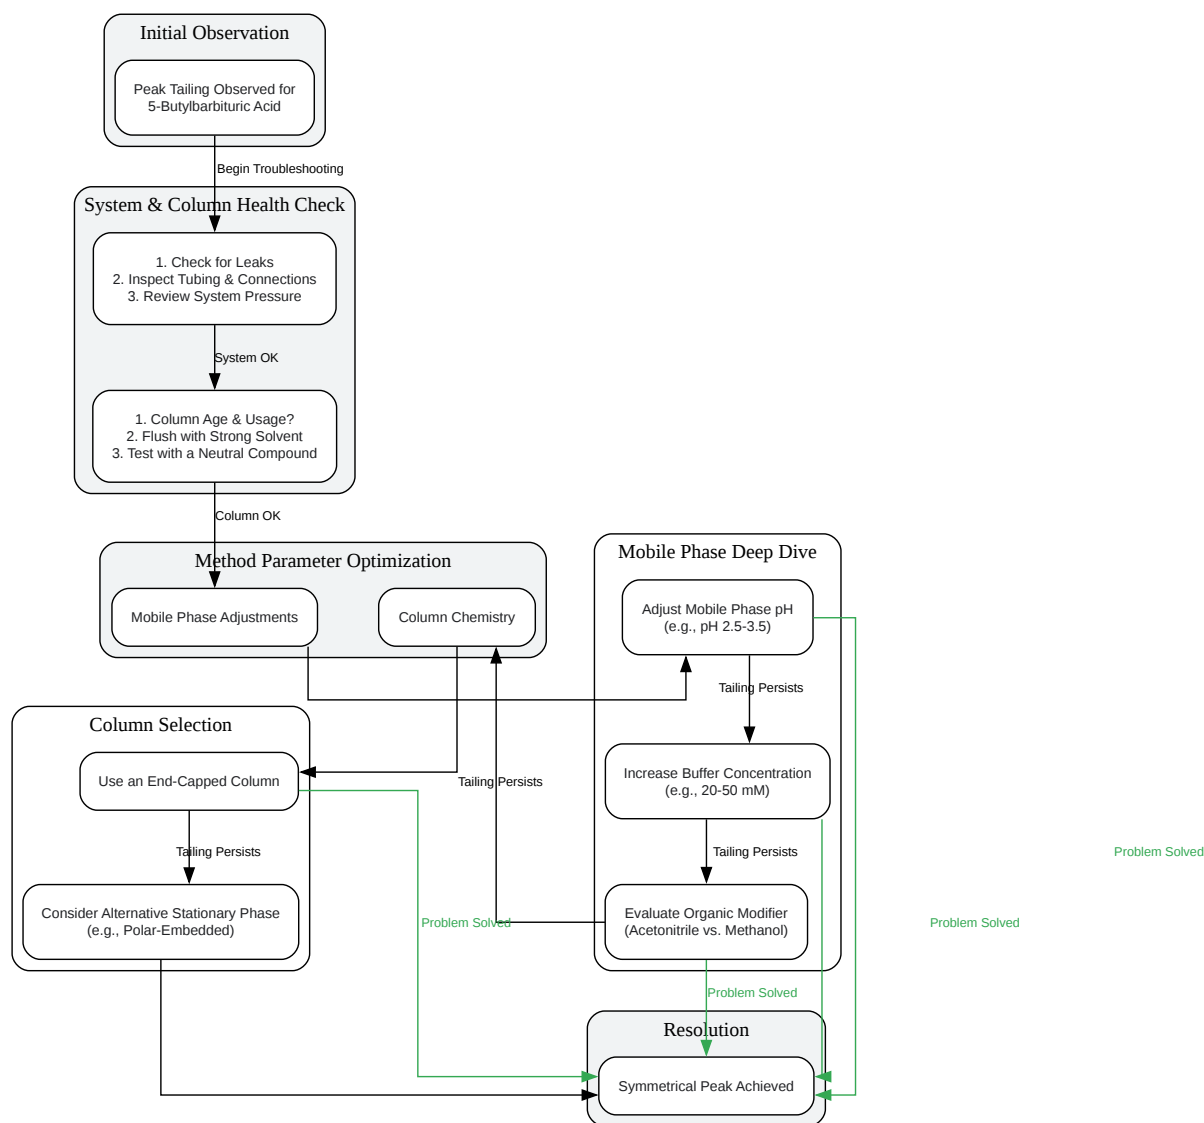 Initial Observation
Peak Tailing Observed for
5-Butylbarbituric Acid
Begin Troubleshooting
System & Column Health Check
1. Check for Leaks
2. Inspect Tubing & Connections
3. Review System Pressure
System OK
1. Column Age & Usage?
2. Flush with Strong Solvent
3. Test with a Neutral Compound
Column OK
Method Parameter Optimization
Mobile Phase Adjustments
Column Chemistry
Mobile Phase Deep Dive
Adjust Mobile Phase pH
(e.g., pH 2.5-3.5)
Tailing Persists
Increase Buffer Concentration
(e.g., 20-50 mM)
Tailing Persists
Evaluate Organic Modifier
(Acetonitrile vs. Methanol)
Tailing Persists
Column Selection
Use an End-Capped Column
Tailing Persists
Consider Alternative Stationary Phase
(e.g., Polar-Embedded)
Problem Solved
Problem Solved
Problem Solved
Problem Solved
Resolution
Symmetrical Peak Achieved